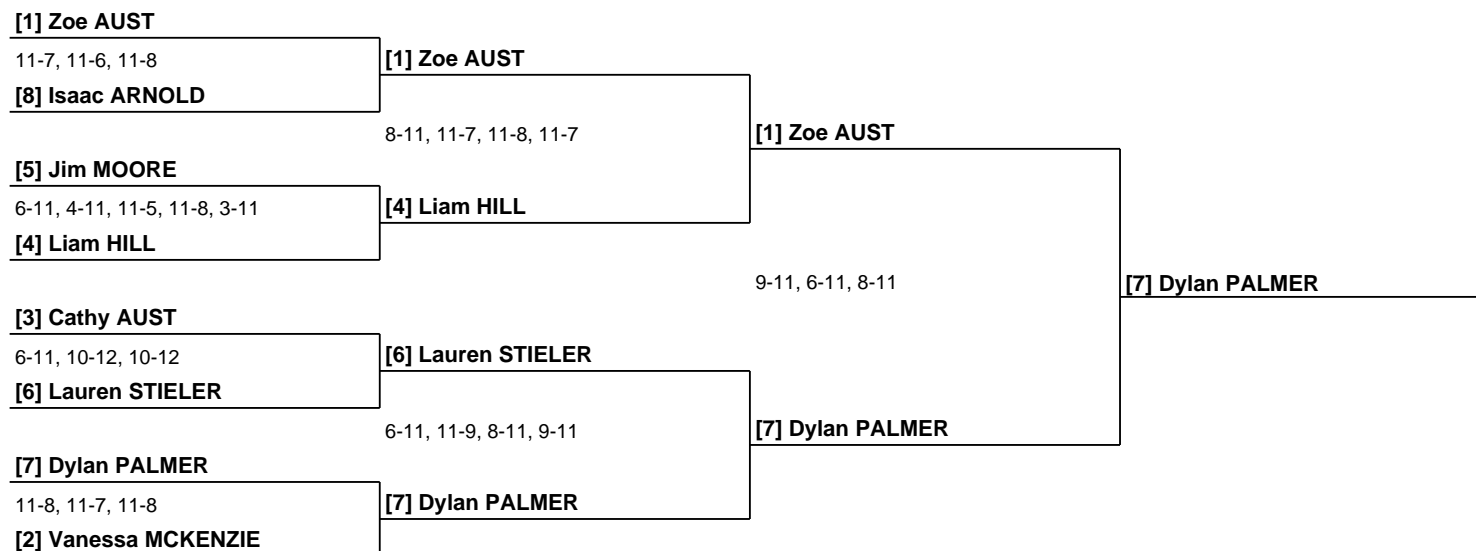 [1] Zoe AUST
11-7, 11-6, 11-8
[8] Isaac ARNOLD
[5] Jim MOORE
6-11, 4-11, 11-5, 11-8, 3-11
[4] Liam HILL
[3] Cathy AUST
6-11, 10-12, 10-12
[6] Lauren STIELER
[7] Dylan PALMER
11-8, 11-7, 11-8
[2] Vanessa MCKENZIE
[1] Zoe AUST
8-11, 11-7, 11-8, 11-7
[4] Liam HILL
[6] Lauren STIELER
6-11, 11-9, 8-11, 9-11
[7] Dylan PALMER
[1] Zoe AUST
9-11, 6-11, 8-11
[7] Dylan PALMER
[7] Dylan PALMER